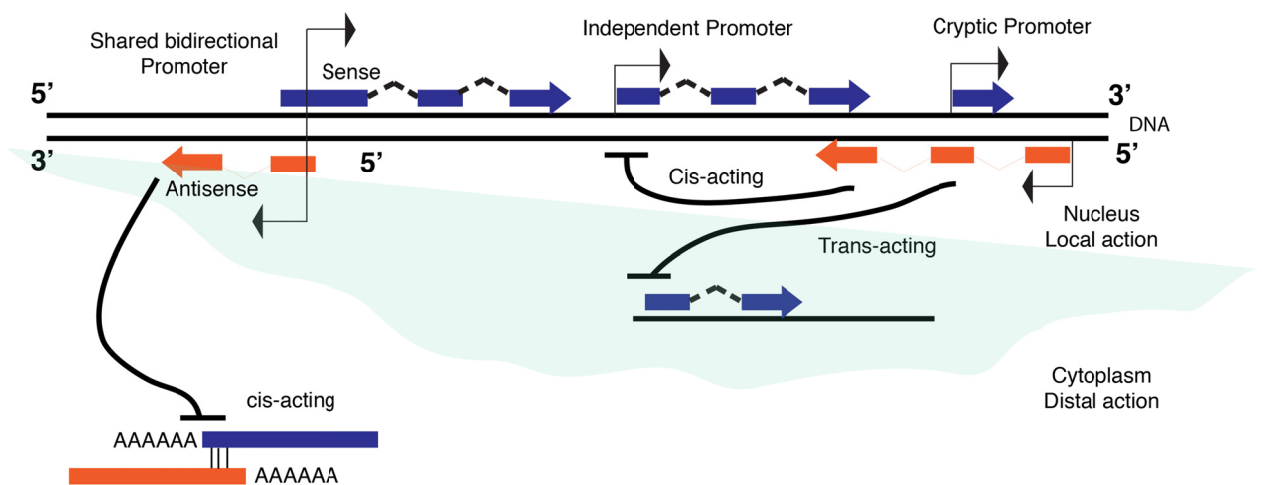 Shared bidirectional
Promoter
Independent Promoter
Cryptic Promoter
Sense
5’
3’
DNA
3’
5’
5’
Antisense
Cis-acting
Nucleus
Local action
Trans-acting
Cytoplasm
Distal action
cis-acting
AAAAAA
AAAAAA